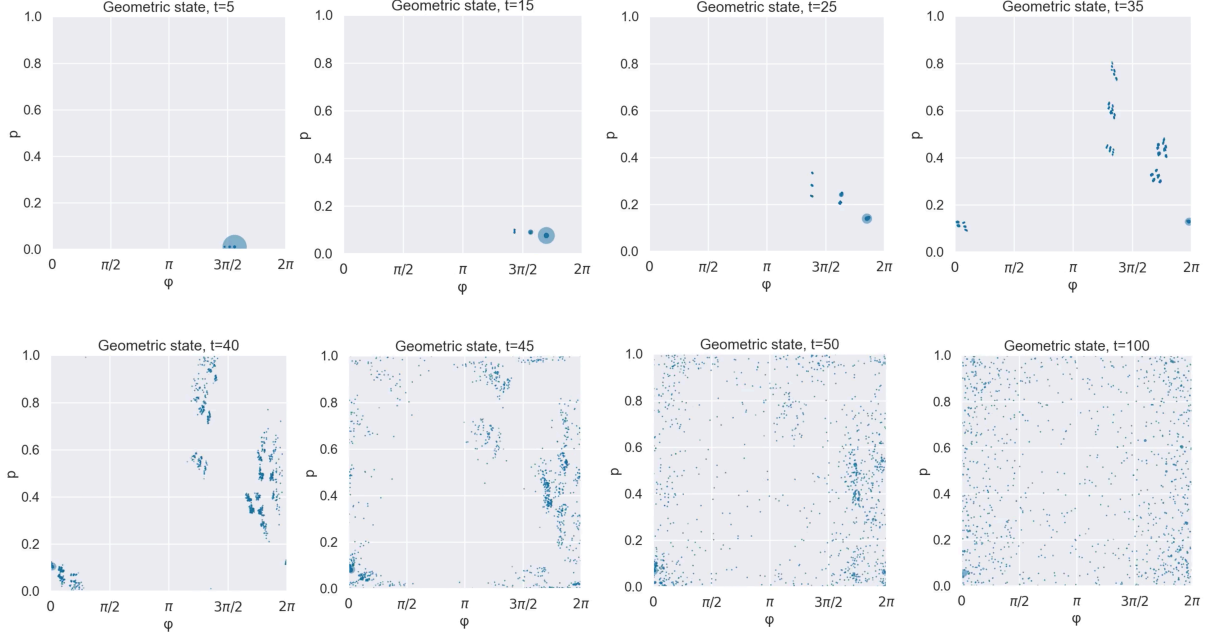 Geometric state, t=5
1.0
0.8
0.6
0.4
0.2
0.0
p
0
π/2
π
3π/2
2π
φ
Geometric state, t=15
1.0
0.8
0.6
0.4
0.2
0.0
p
0
π/2
π
3π/2
2π
φ
Geometric state, t=25
1.0
0.8
0.6
0.4
0.2
0.0
p
0
π/2
π
3π/2
2π
φ
Geometric state, t=35
1.0
0.8
0.6
0.4
0.2
0.0
p
0
π/2
π
3π/2
2π
φ
Geometric state, t=40
1.0
0.8
0.6
0.4
0.2
0.0
p
0
π/2
π
3π/2
2π
φ
Geometric state, t=45
1.0
0.8
0.6
0.4
0.2
0.0
p
0
π/2
π
3π/2
2π
φ
Geometric state, t=50
1.0
0.8
0.6
0.4
0.2
0.0
p
0
π/2
π
3π/2
2π
φ
Geometric state, t=100
1.0
0.8
0.6
0.4
0.2
0.0
p
0
π/2
π
3π/2
2π
φ